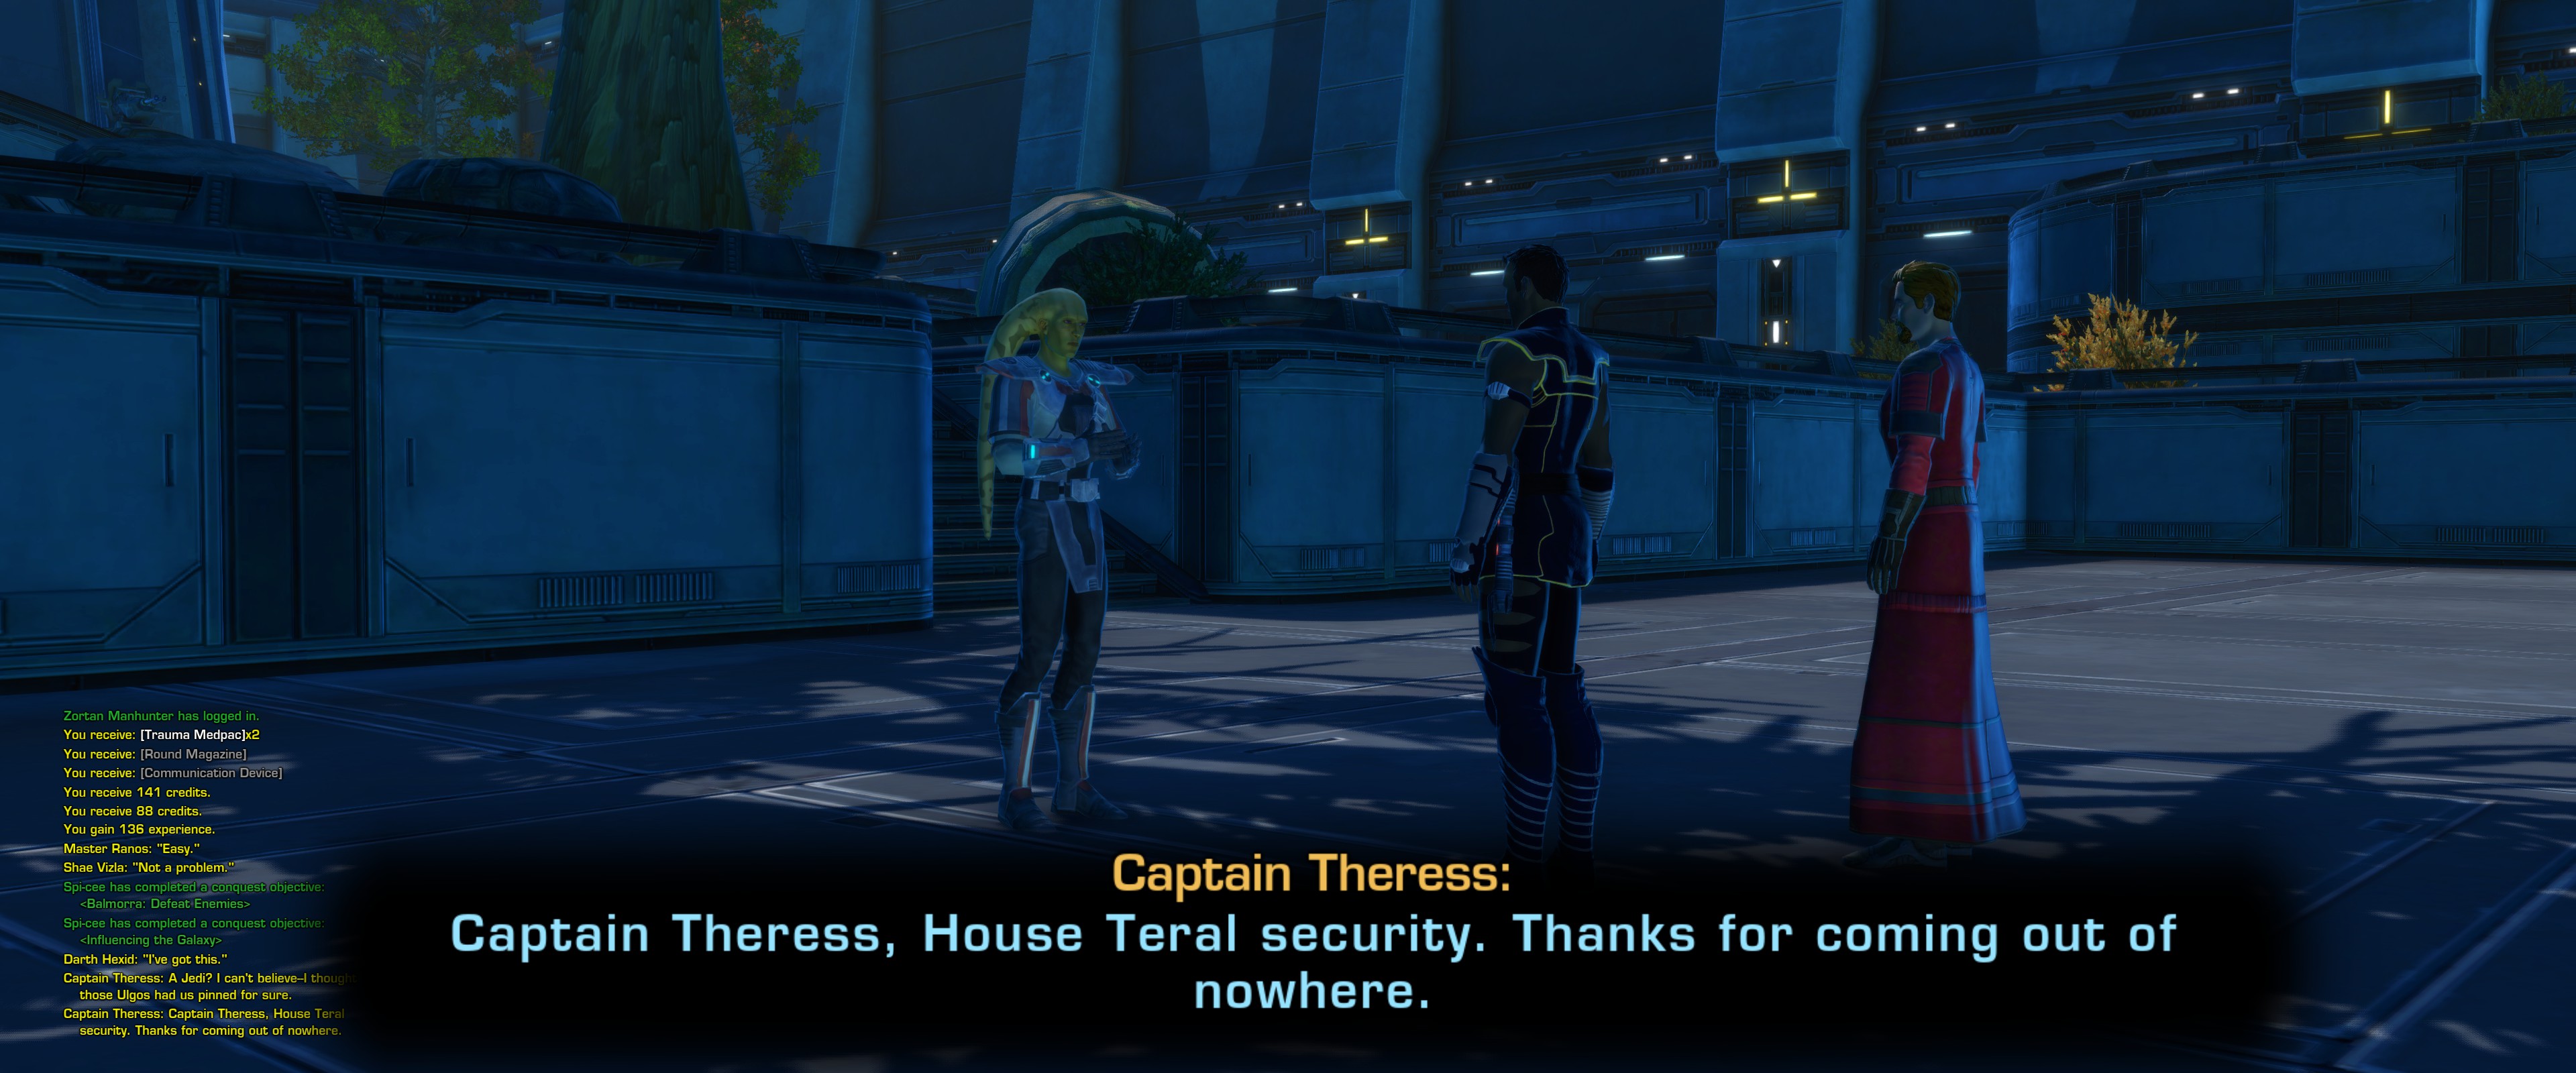 Zortan Manhunter has logged in.
You receive: [Trauma Medpac]x2
You receive: [Round Magazine]
You receive: [Communication Device]
You receive 141 credits.
You receive 88 credits.
You gain 136 experience.
Master Ranos: "Easy."
Shae Vizla: "Not a problem."
Spi-cee has completed a conquest objective:
<Balmorra: Defeat Enemies>
Spi-cee has completed a conquest objective:
<Influencing the Galaxy>
Darth Hexid: "I've got this."
Captain Theress: A Jedi? I can't believe–I thought
those Ulgos had us pinned for sure.
Captain Theress: Captain Theress, House Teral
security. Thanks for coming out of nowhere.
Captain Theress:
Captain Theress, House Teral security. Thanks for coming out of
nowhere.